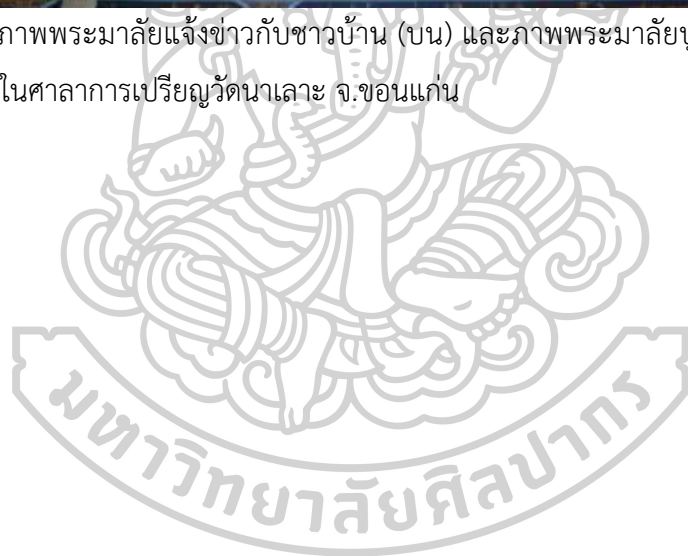 ภาพพระมาลัยแจ้งข่าวกับชาวบ้าน (บน) และภาพพระมาลัย
ในศาลาการเปรียญวัดนาเลาะ จ.ขอนแก่น
มหาวิทยาลัยศิลปากร